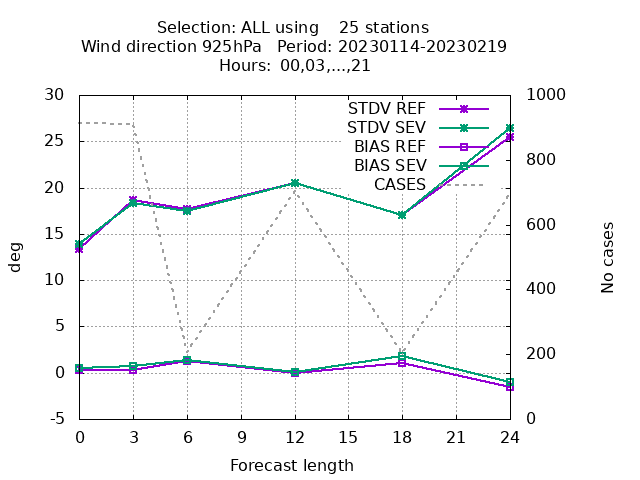 Selection: ALL using    25 stations
Wind direction 925hPa   Period: 20230114-20230219
Hours: 00,03,...,21
30 1000
STDV REF
STDV SEV
BIAS REF
BIAS SEV
CASES
25
20
15
10
5
0
-5
800
600
400
200
0
deg
No cases
0 3 6 9 12 15 18 21 24
Forecast length